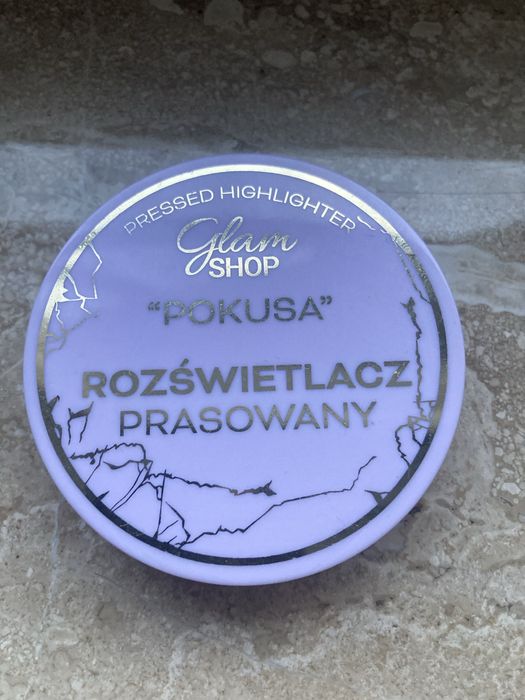 PRESSED HIGHLIGHTER
Glam
SHOP
“POKUSA”
ROZŚWIETLACZ
PRASOWANY